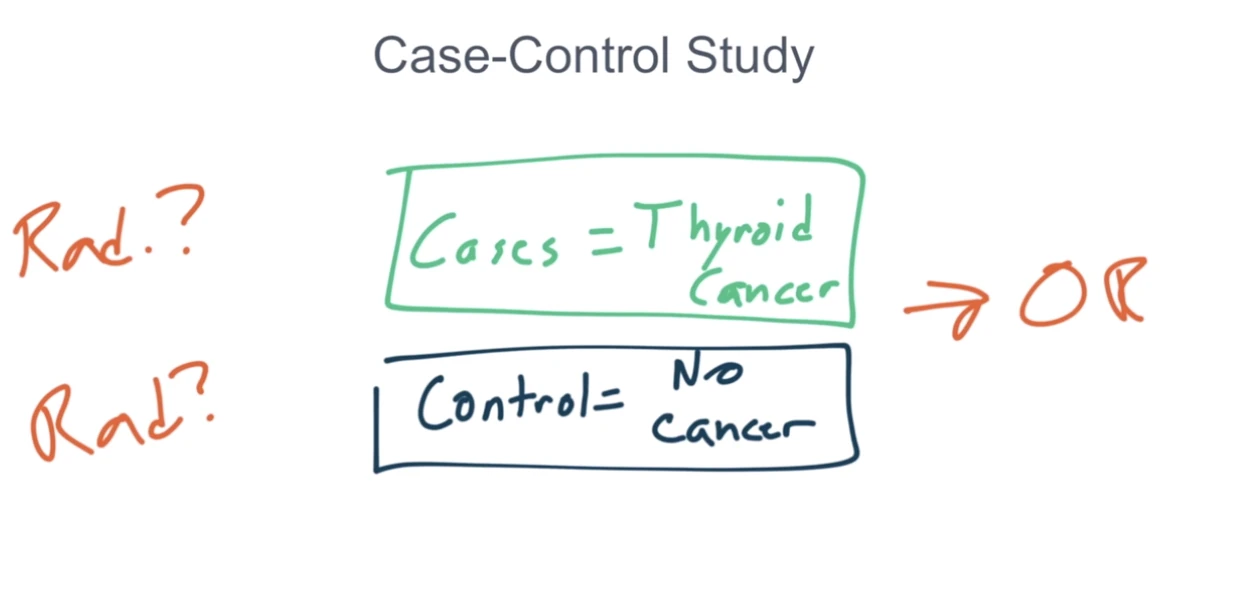 Case-Control Study
Rad.?
Cases = Thyroid
Cancer
→ OR
Rad?
Control = No
Cancer